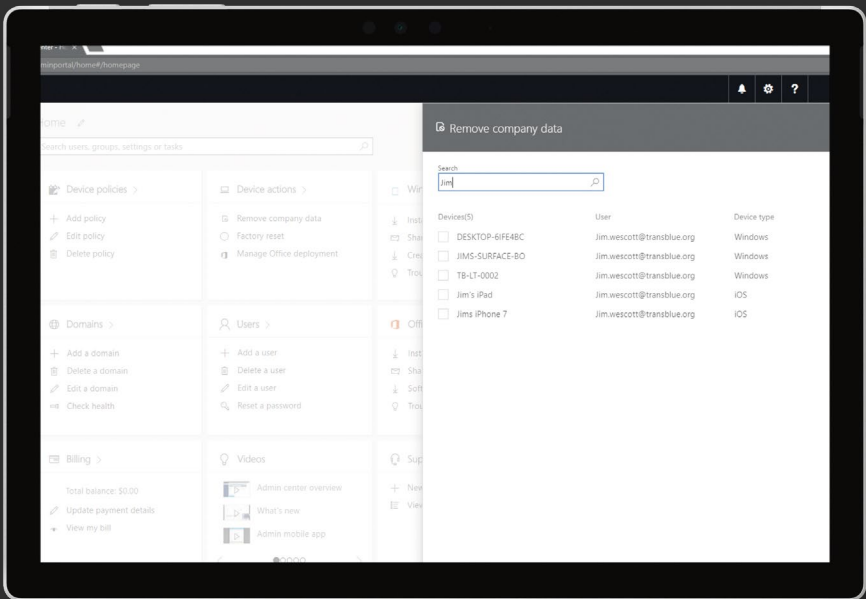 minportal/home#/homepage
Home
Search users, groups, settings or tasks
Device policies >
+ Add policy
Edit policy
Delete policy
Device actions >
Remove company data
Factory reset
Manage Office deployment
Domains >
+ Add a domain
Delete a domain
Edit a domain
Check health
Users >
+ Add a user
Delete a user
Edit a user
Reset a password
Billing >
Total balance: $0.00
Update payment details
View my bill
Videos
Admin center overview
What's new
Admin mobile app
?
Remove company data
Search
Jim
Devices(5) User Device type
DESKTOP-6IFE4BC Jim.wescott@transblue.org Windows
JIMS-SURFACE-BO Jim.wescott@transblue.org Windows
TB-LT-0002 Jim.wescott@transblue.org Windows
Jim's iPad Jim.wescott@transblue.org iOS
Jims iPhone 7 Jim.wescott@transblue.org iOS